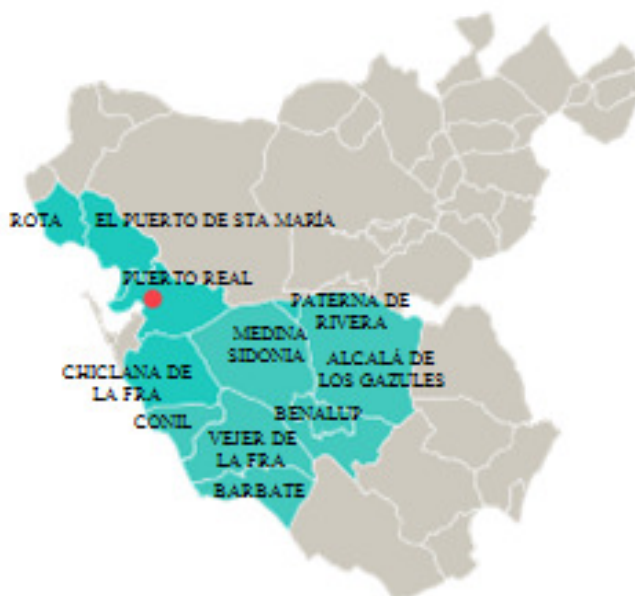 ROTA
EL PUERTO DE STA MARÍA
PUERTO REAL
PATERNA DE
RIVERA
MEDINA
SIDONIA
ALCALÁ DE
LOS GAZULES
CHICLANA DE
LA FRA
BENALUP
CONIL
VEJER DE
LA FRA
BARBATE